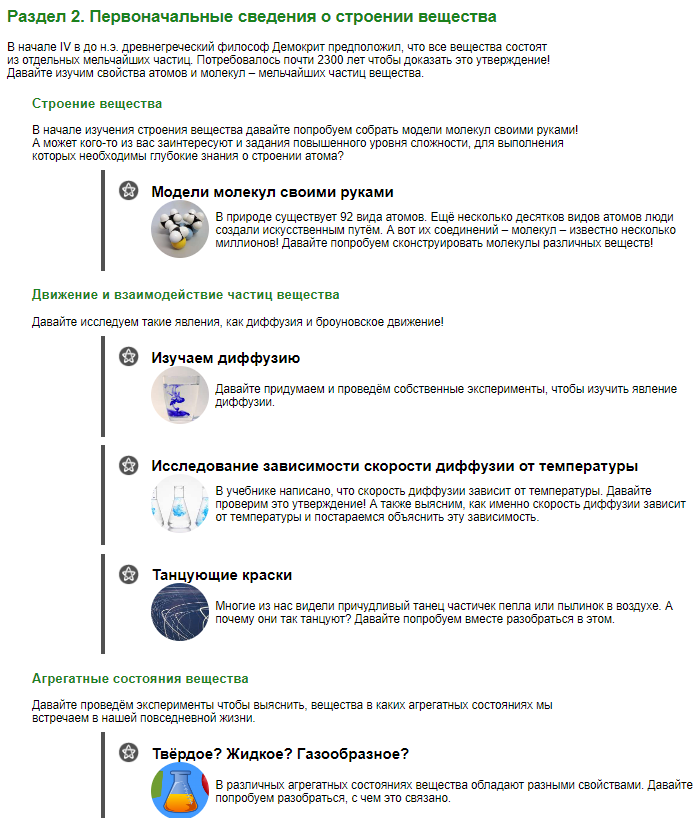 Раздел 2. Первоначальные сведения о строении вещества
В начале IV в до н.э. древнегреческий философ Демокрит предположил, что все вещества состоят
из отдельных мельчайших частиц. Потребовалось почти 2300 лет чтобы доказать это утверждение!
Давайте изучим свойства атомов и молекул – мельчайших частиц вещества.
Строение вещества
В начале изучения строения вещества давайте попробуем собрать модели молекул своими руками!
А может кого-то из вас заинтересуют и задания повышенного уровня сложности, для выполнения
которых необходимы глубокие знания о строении атома?
Модели молекул своими руками
В природе существует 92 вида атомов. Ещё несколько десятков видов атомов люди
создали искусственным путём. А вот их соединений – молекул – известно несколько
миллионов! Давайте попробуем сконструировать молекулы различных веществ!
Движение и взаимодействие частиц вещества
Давайте исследуем такие явления, как диффузия и броуновское движение!
Изучаем диффузию
Давайте придумаем и проведём собственные эксперименты, чтобы изучить явление
диффузии.
Исследование зависимости скорости диффузии от температуры
В учебнике написано, что скорость диффузии зависит от температуры. Давайте
проверим это утверждение! А также выясним, как именно скорость диффузии зависит
от температуры и постараемся объяснить эту зависимость.
Танцующие краски
Многие из нас видели причудливый танец частичек пепла или пылинок в воздухе. А
почему они так танцуют? Давайте попробуем вместе разобраться в этом.
Агрегатные состояния вещества
Давайте проведём эксперименты чтобы выяснить, вещества в каких агрегатных состояниях мы
встречаем в нашей повседневной жизни.
Твёрдое? Жидкое? Газообразное?
В различных агрегатных состояниях вещества обладают разными свойствами. Давайте
попробуем разобраться, с чем это связано.